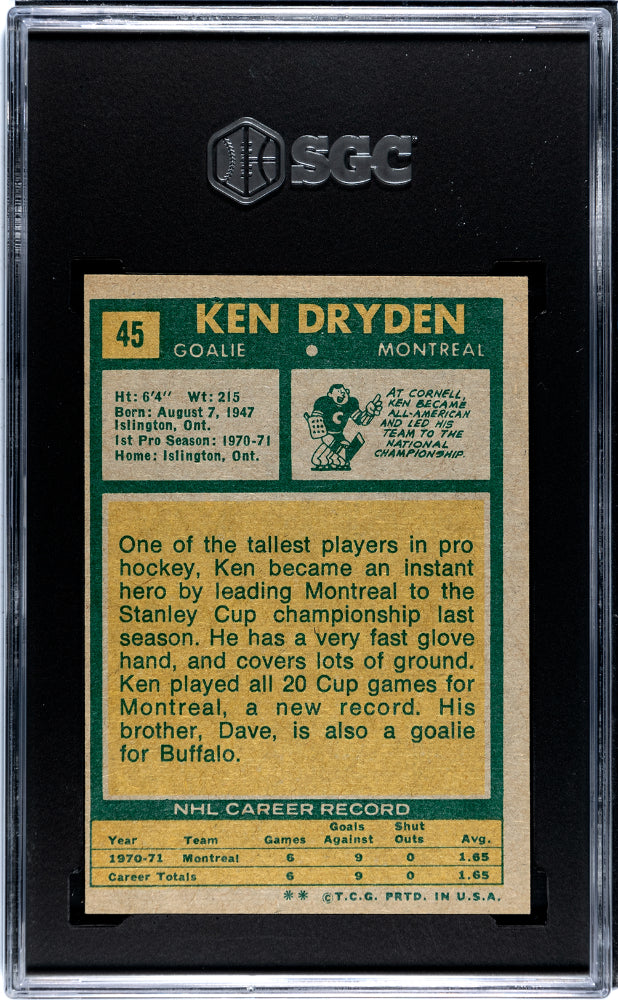 SGC
45
KEN DRYDEN
GOALIE • MONTREAL
Ht: 6'4" Wt: 215
Born: August 7, 1947
Islington, Ont.
1st Pro Season: 1970-71
Home: Islington, Ont.
C
AT CORNELL,
KEN BECAME
ALL-AMERICAN
AND LED HIS
TEAM TO THE
NATIONAL
CHAMPIONSHIP.
One of the tallest players in pro
hockey, Ken became an instant
hero by leading Montreal to the
Stanley Cup championship last
season. He has a very fast glove
hand, and covers lots of ground.
Ken played all 20 Cup games for
Montreal, a new record. His
brother, Dave, is also a goalie
for Buffalo.
NHL CAREER RECORD
Year Team Games Goals Against Shut Outs Avg.
1970-71 Montreal 6 9 0 1.65
Career Totals 6 9 0 1.65
** ©T.C.G. PRTD. IN U.S.A.